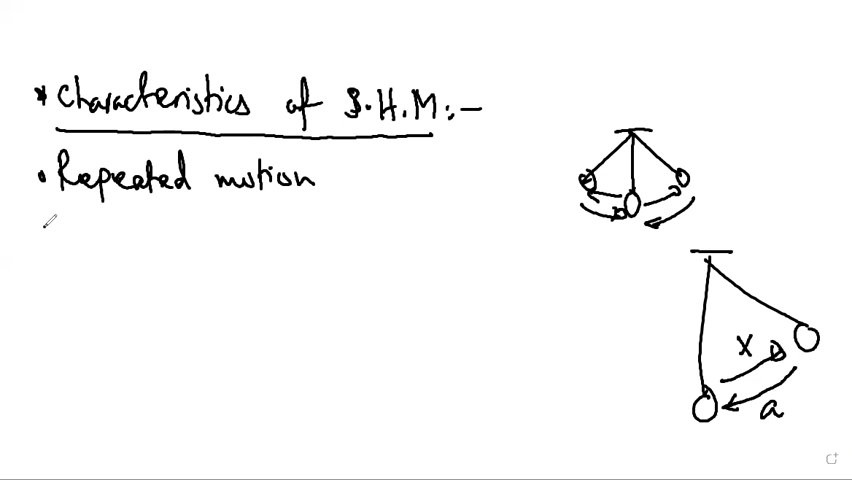 * Characteristics of S.H.M:-
• Repeated motion
X
a